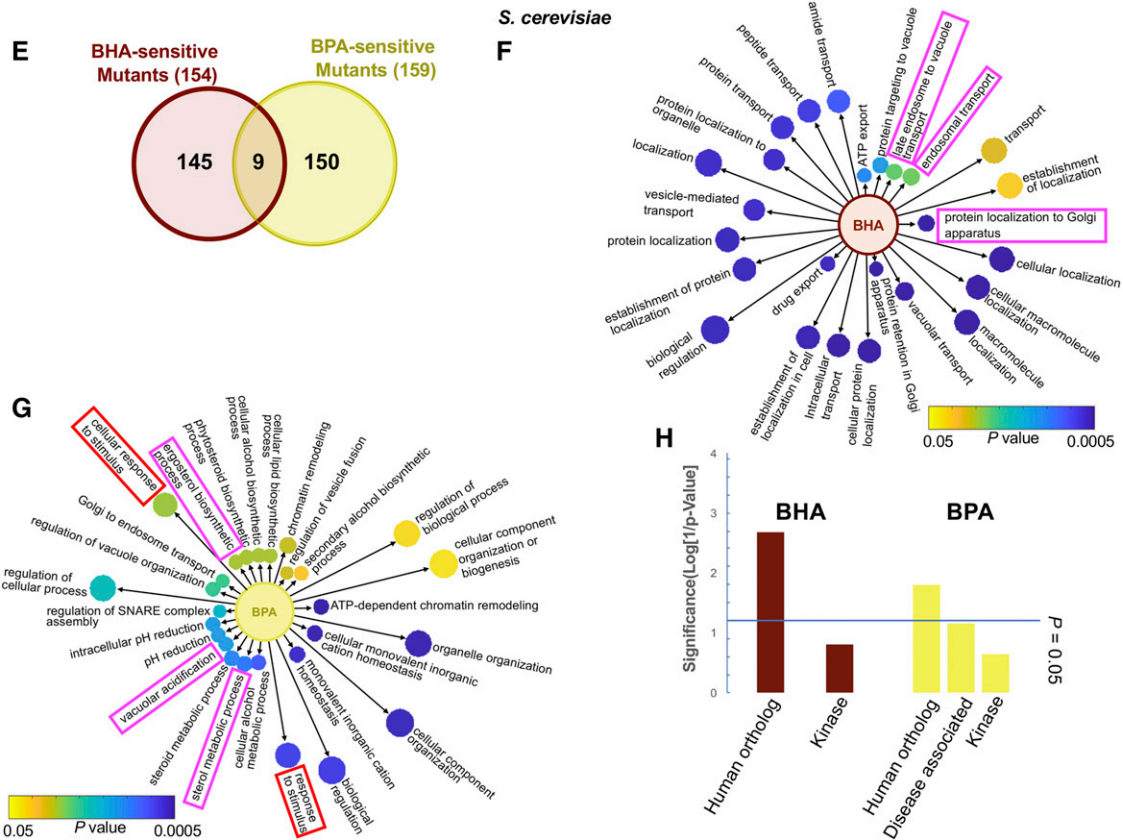 S. cerevisiae
E
BHA-sensitive
Mutants (154)
BPA-sensitive
Mutants (159)
145
9
150
F
BHA
amide transport
peptide transport
protein transport
protein localization to
organelle
localization
vesicle-mediated
transport
protein localization
establishment of protein
localization
biological
regulation
drug export
establishment of
localization in cell
Intracellular
transport
cellular protein
localization
protein retention in Golgi
apparatus
vacuolar transport
macromolecule
localization
cellular macromolecule
localization
cellular localization
protein localization to Golgi
apparatus
establishment
of localization
transport
endosomal transport
late endosome to vacuole
transport
protein targeting to vacuole
ATP export
0.05
P value
0.0005
G
BPA
cellular response
to stimulus
ergosterol biosynthetic
process
phytosteroid biosynthetic
process
cellular alcohol biosynthetic
process
cellular lipid biosynthetic
process
chromatin remodeling
regulation of vesicle fusion
secondary alcohol biosynthetic
process
regulation of
biological process
cellular component
organization or
biogenesis
ATP-dependent chromatin remodeling
organelle organization
cellular monovalent inorganic
cation homeostasis
monovalent inorganic cation
homeostasis
cellular component
organization
biological
regulation
response
to stimulus
cellular alcohol
metabolic process
sterol metabolic process
steroid metabolic process
vacuolar acidification
pH reduction
intracellular pH reduction
regulation of SNARE complex
assembly
regulation of
cellular process
regulation of vacuole organization
Golgi to endosome transport
0.05
P value
0.0005
H
Significance(Log[1/p-Value)
4
3
2
1
0
BHA
BPA
P = 0.05
Human ortholog
Kinase
Human ortholog
Disease associated
Kinase